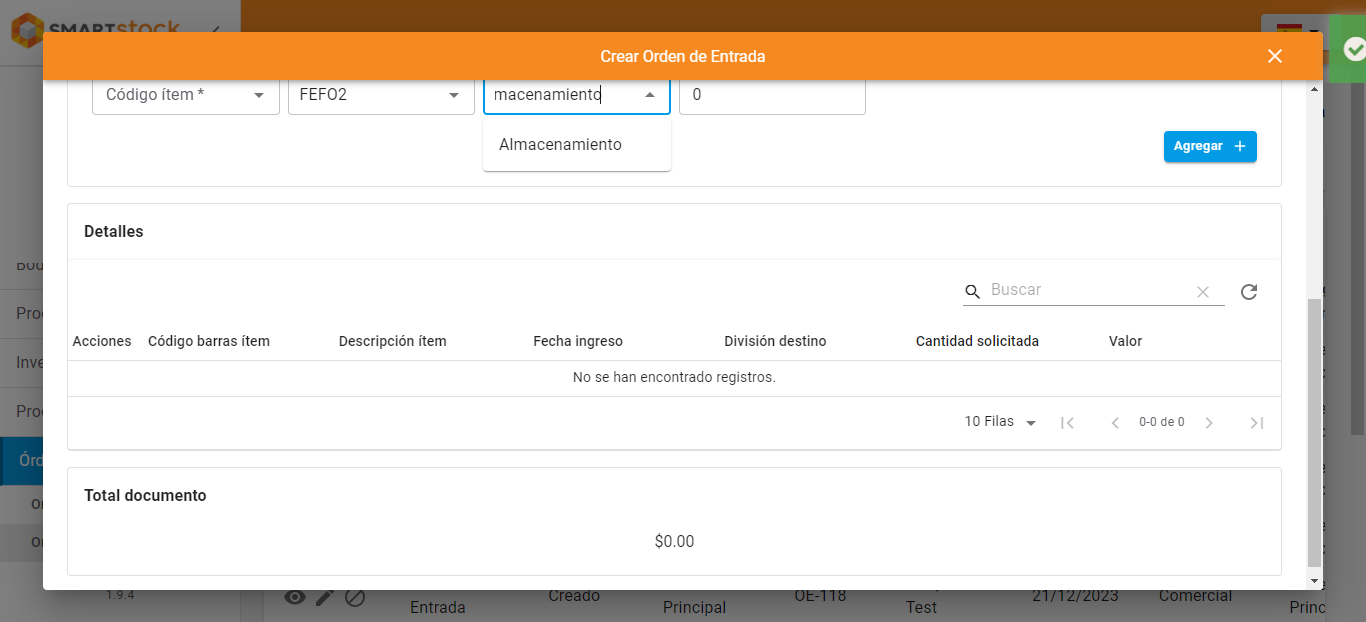 SMARTstock
Crear Orden de Entrada
Código ítem * FEFO2 macenamiento 0
Almacenamiento
Agregar +
Detalles
Buscar
Acciones Código barras ítem Descripción ítem Fecha ingreso División destino Cantidad solicitada Valor
No se han encontrado registros.
10 Filas 0-0 de 0
Total documento
$0.00
Inve
Órd
1.9.4
Entrada Creado Principal OE-118 Test 21/12/2023 Comercial Princ